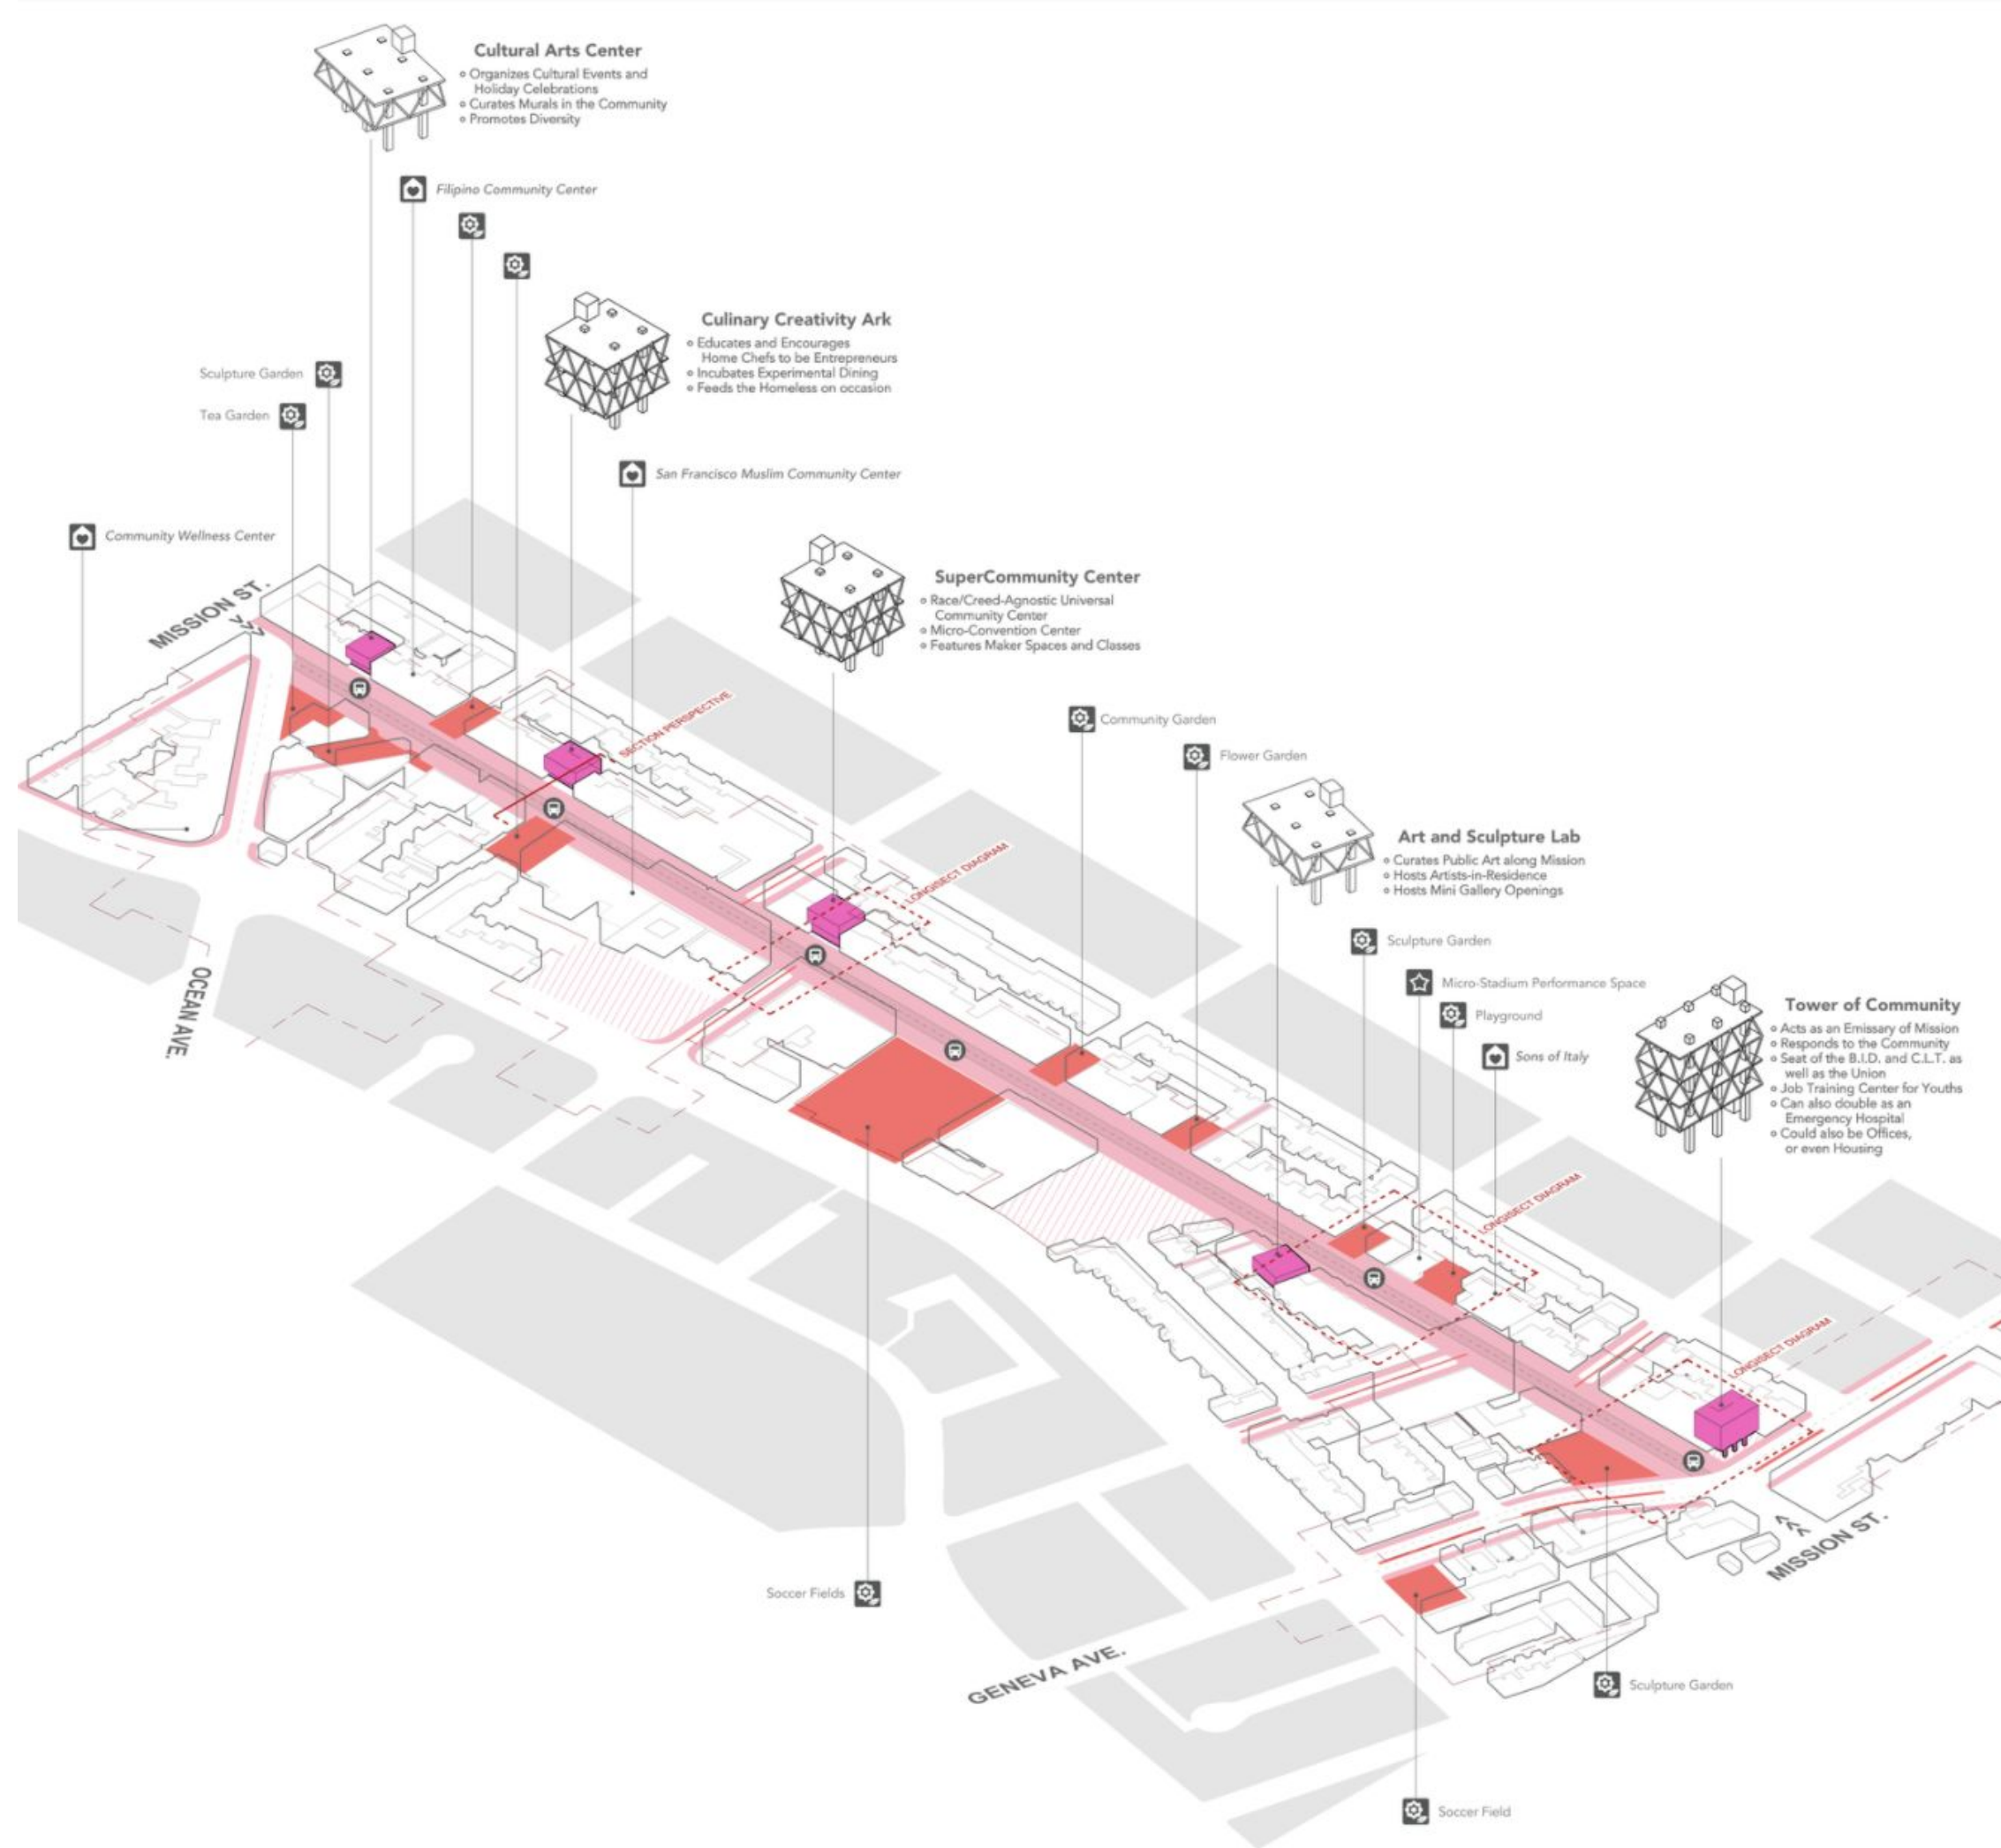 Cultural Arts Center
Organizes Cultural Events and
Holiday Celebrations
Curates Murals in the Community
Promotes Diversity
Filipino Community Center
Culinary Creativity Ark
Educates and Encourages
Home Chefs to be Entrepreneurs
Incubates Experimental Dining
Feeds the Homeless on occasion
Sculpture Garden
Tea Garden
San Francisco Muslim Community Center
Community Wellness Center
SuperCommunity Center
Race/Creed-Agnostic Universal
Community Center
Micro-Convention Center
Features Maker Spaces and Classes
MISSION ST.
SECTION PERSPECTIVE
Community Garden
Flower Garden
Art and Sculpture Lab
Curates Public Art along Mission
Hosts Artists-in-Residence
Hosts Mini Gallery Openings
LONGISECT DIAGRAM
Sculpture Garden
Micro-Stadium Performance Space
Playground
Sons of Italy
Tower of Community
Acts as an Emissary of Mission
Responds to the Community
Seat of the B.I.D. and C.L.T. as
well as the Union
Job Training Center for Youths
Can also double as an
Emergency Hospital
Could also be Offices,
or even Housing
OCEAN AVE.
LONGISECT DIAGRAM
LONGISECT DIAGRAM
MISSION ST.
Soccer Fields
GENEVA AVE.
Sculpture Garden
Soccer Field